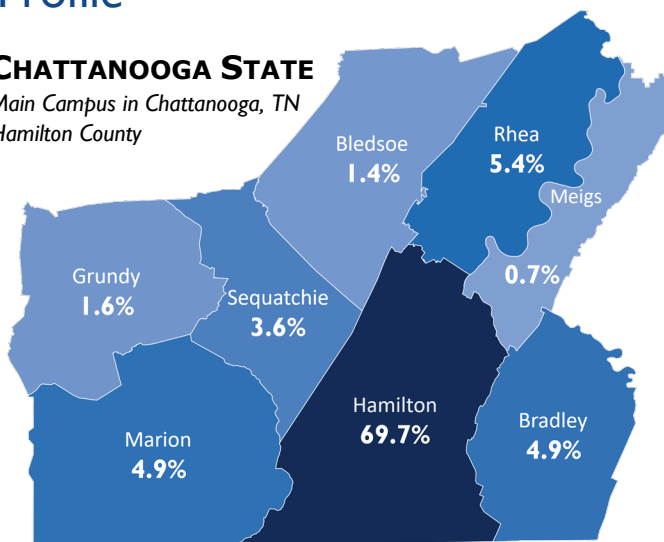 Profile
CHATTANOOGA STATE
Main Campus in Chattanooga, TN
Hamilton County
Bledsoe
1.4%
Rhea
5.4%
Meigs
0.7%
Grundy
1.6%
Sequatchie
3.6%
Hamilton
69.7%
Marion
4.9%
Bradley
4.9%